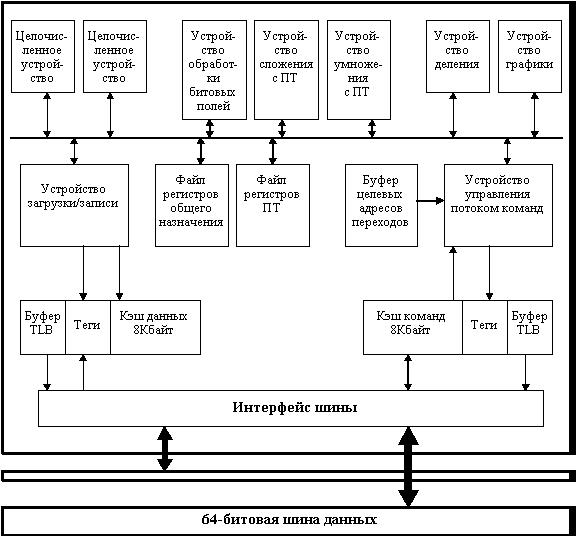 Целочис-
ленное
устрой-
ство
Целочис-
ленное
устрой-
ство
Устрой-
ство
обработ-
ки
битовых
полей
Устрой-
ство
сложения
с ПТ
Устрой-
ство
умноже-
ния
с ПТ
Устрой-
ство
деления
Устрой-
ство
графики
Устройство
загрузки/записи
Файл
регистров
общего
назначения
Файл
регистров
ПТ
Буфер
целевых
адресов
переходов
Устройство
управления
потоком команд
Буфер
TLB
Теги
Кэш данных
8Кбайт
Кэш команд
8Кбайт
Теги
Буфер
TLB
Интерфейс шины
64-битовая шина данных